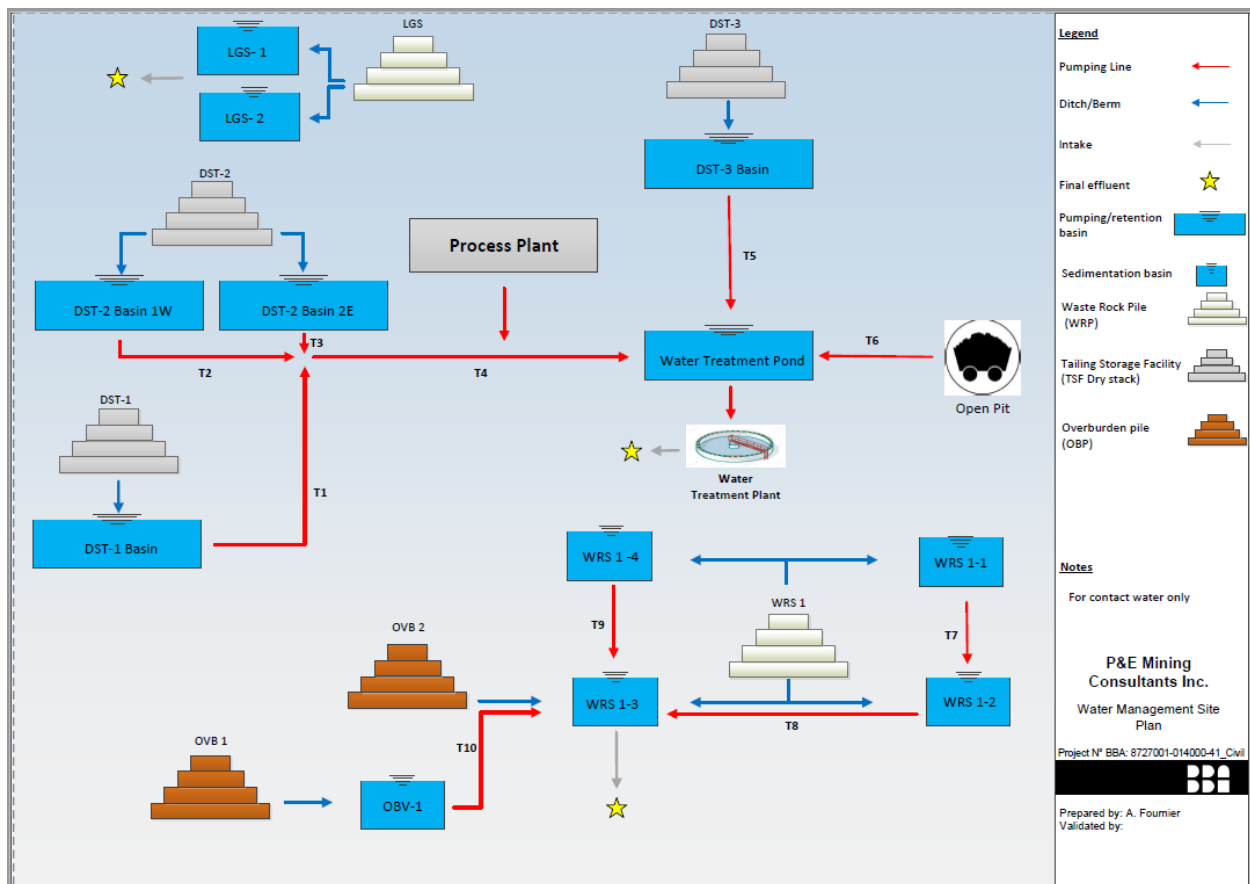 LGS
DST-3
LGS- 1
LGS- 2
DST-3 Basin
DST-2
Process Plant
T5
DST-2 Basin 1W
DST-2 Basin 2E
T3
T2
T4
T6
Water Treatment Pond
Open Pit
DST-1
Water
Treatment Plant
T1
DST-1 Basin
WRS 1 -4
WRS 1-1
WRS 1
T9
T7
OVB 2
WRS 1-3
WRS 1-2
T8
T10
OVB 1
OBV-1
Legend
Pumping Line
Ditch/Berm
Intake
Final effluent
Pumping/retention
basin
Sedimentation basin
Waste Rock Pile
(WRP)
Tailing Storage Facility
(TSF Dry stack)
Overburden pile
(OBP)
Notes
For contact water only
P&E Mining
Consultants Inc.
Water Management Site
Plan
Project N° BBA: 8727001-014000-41_Civil
BBA
Prepared by: A. Fournier
Validated by: